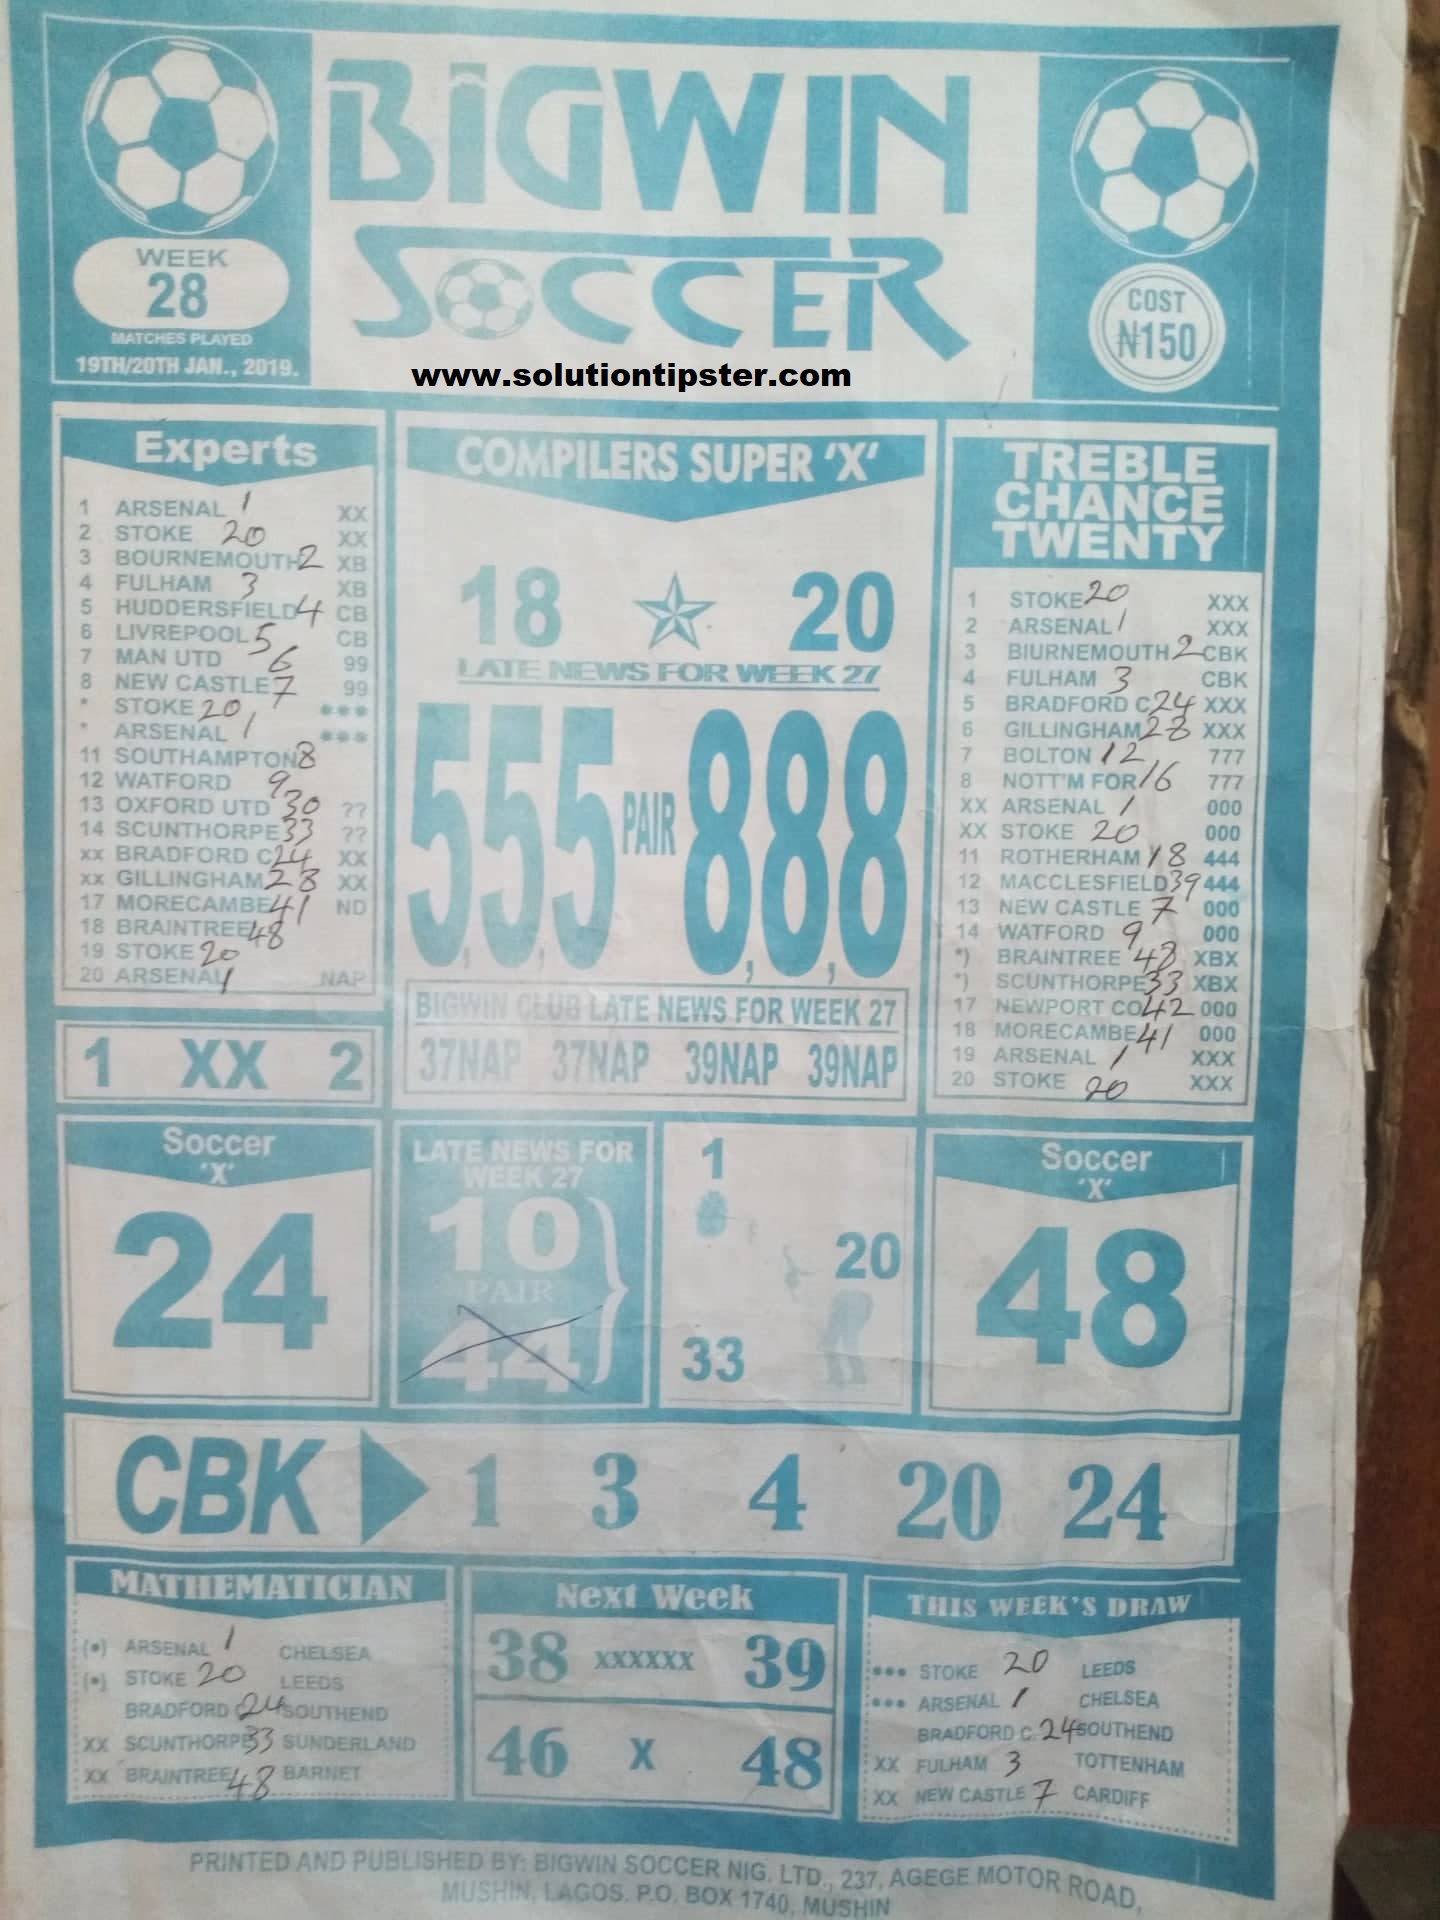 BIGWIN
SOCCER
WEEK
28
MATCHES PLAYED
19TH/20TH JAN., 2019.
COST
₦150
www.solutiontipster.com
Experts
1 ARSENAL 1 XX
2 STOKE 20 XX
3 BOURNEMOUTH 2 XB
4 FULHAM 3 XB
5 HUDDERSFIELD 4 CB
6 LIVREPOOL 5 CB
7 MAN UTD 6 99
8 NEW CASTLE 7 99
* STOKE 20 ***
* ARSENAL 1 ***
11 SOUTHAMPTON 8
12 WATFORD 9
13 OXFORD UTD 30 ??
14 SCUNTHORPE 33 ??
xx BRADFORD C 24 XX
xx GILLINGHAM 28 XX
17 MORECAMBE 41 ND
18 BRAINTREE 48
19 STOKE 20
20 ARSENAL 1 NAP
1 XX 2
COMPILERS SUPER 'X'
18 20
LATE NEWS FOR WEEK 27
5,5,5 PAIR 8,8,8
BIGWIN CLUB LATE NEWS FOR WEEK 27
37NAP 37NAP 39NAP 39NAP
TREBLE
CHANCE
TWENTY
1 STOKE 20 XXX
2 ARSENAL 1 XXX
3 BIURNEMOUTH 2 CBK
4 FULHAM 3 CBK
5 BRADFORD C 24 XXX
6 GILLINGHAM 28 XXX
7 BOLTON 12 777
8 NOTT'M FOR 16 777
XX ARSENAL 1 000
XX STOKE 20 000
11 ROTHERHAM 18 444
12 MACCLESFIELD 39 444
13 NEW CASTLE 7 000
14 WATFORD 9 000
*) BRAINTREE 48 XBX
*) SCUNTHORPE 33 XBX
17 NEWPORT CO 42 000
18 MORECAMBE 41 000
19 ARSENAL 1 XXX
20 STOKE 20 XXX
Soccer
'X'
24
LATE NEWS FOR
WEEK 27
10
PAIR
44
1
20
33
Soccer
'X'
48
CBK 1 3 4 20 24
MATHEMATICIAN
(•) ARSENAL 1 CHELSEA
(•) STOKE 20 LEEDS
BRADFORD C 24 SOUTHEND
XX SCUNTHORPE 33 SUNDERLAND
XX BRAINTREE 48 BARNET
Next Week
38 XXXXXX 39
46 X 48
THIS WEEK'S DRAW
••• STOKE 20 LEEDS
••• ARSENAL 1 CHELSEA
BRADFORD C. 24 SOUTHEND
XX FULHAM 3 TOTTENHAM
XX NEW CASTLE 7 CARDIFF
PRINTED AND PUBLISHED BY: BIGWIN SOCCER NIG. LTD., 237, AGEGE MOTOR ROAD,
MUSHIN, LAGOS. P.O. BOX 1740, MUSHIN